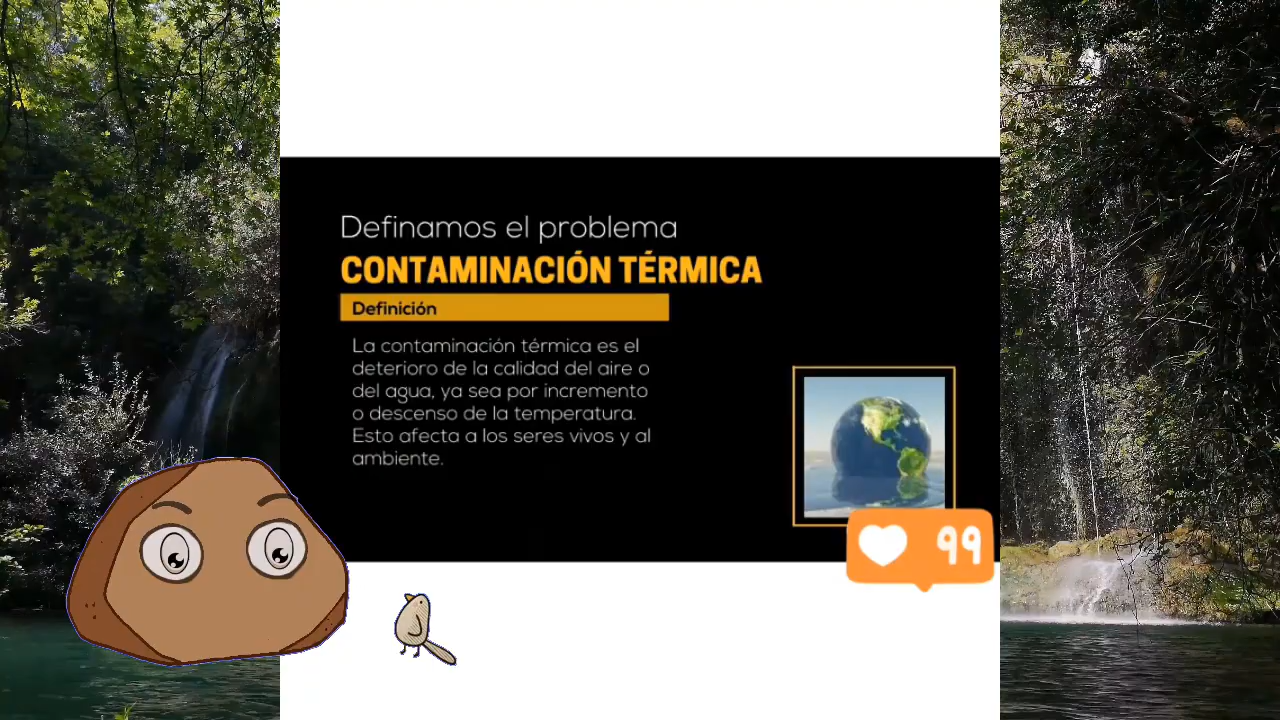 Definamos el problema
CONTAMINACIÓN TÉRMICA
Definición
La contaminación térmica es el
deterioro de la calidad del aire o
del agua, ya sea por incremento
o descenso de la temperatura.
Esto afecta a los seres vivos y al
ambiente.
99